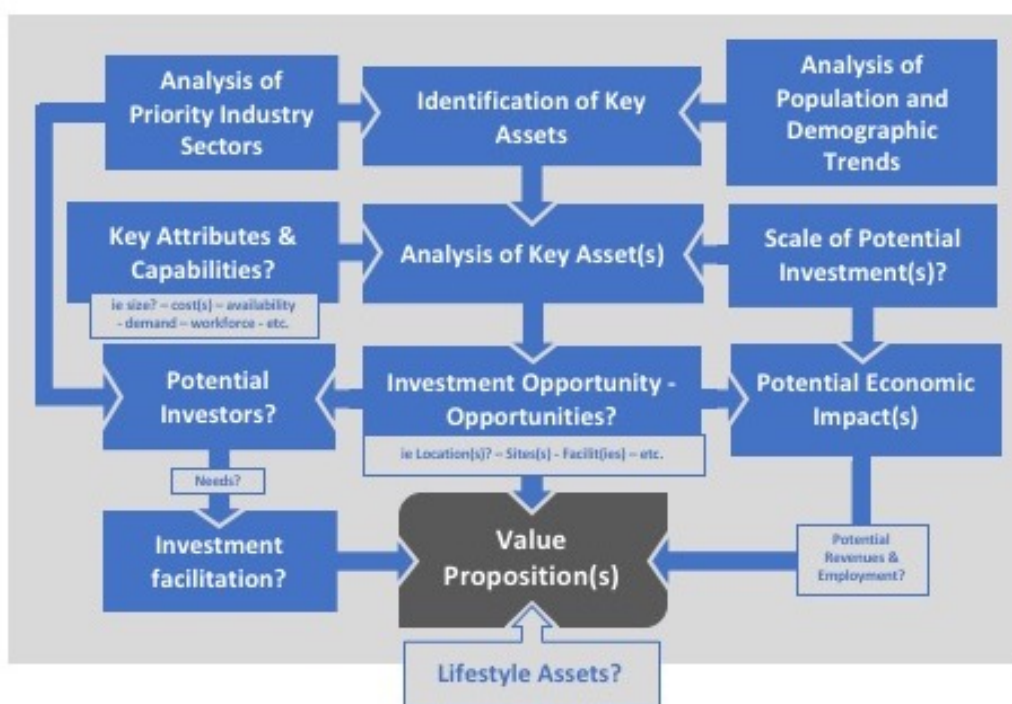 Analysis of
Priority Industry
Sectors
Identification of Key
Assets
Analysis of
Population and
Demographic
Trends
Key Attributes &
Capabilities?
ie size? – cost(s) – availability
- demand – workforce - etc.
Analysis of Key Asset(s)
Scale of Potential
Investment(s)?
Potential
Investors?
Investment Opportunity -
Opportunities?
ie Location(s)? – Sites(s) - Facilit(ies) – etc.
Potential Economic
Impact(s)
Needs?
Investment
facilitation?
Value
Proposition(s)
Potential
Revenues &
Employment?
Lifestyle Assets?